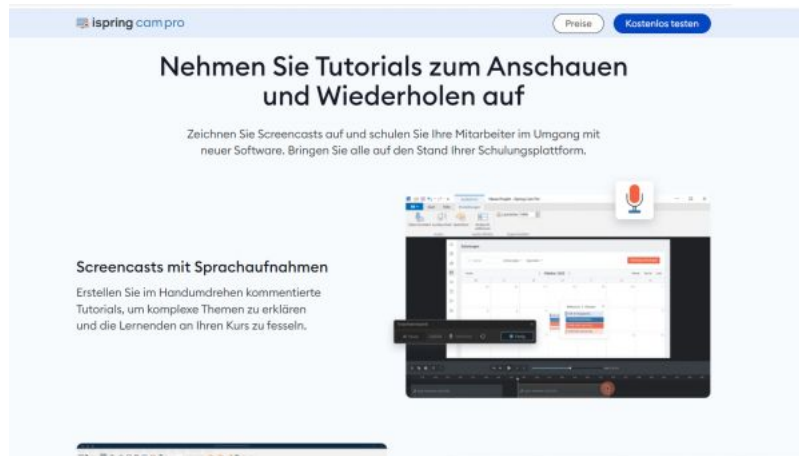 ispring cam pro
Preise
Kostenlos testen
Nehmen Sie Tutorials zum Anschauen
und Wiederholen auf
Zeichnen Sie Screencasts auf und schulen Sie Ihre Mitarbeiter im Umgang mit
neuer Software. Bringen Sie alle auf den Stand Ihrer Schulungsplattform.
Screencasts mit Sprachaufnahmen
Erstellen Sie im Handumdrehen kommentierte
Tutorials, um komplexe Themen zu erklären
und die Lernenden an Ihren Kurs zu fesseln.